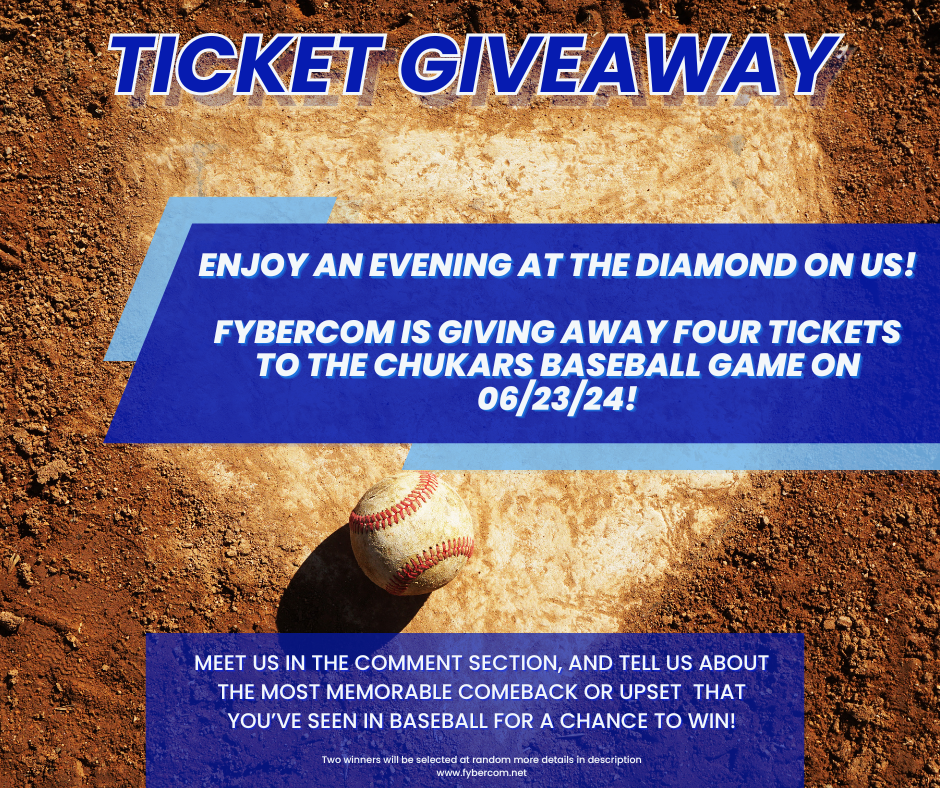 TICKET GIVEAWAY
ENJOY AN EVENING AT THE DIAMOND ON US!
FYBERCOM IS GIVING AWAY FOUR TICKETS
TO THE CHUKARS BASEBALL GAME ON
06/23/24!
MEET US IN THE COMMENT SECTION, AND TELL US ABOUT
THE MOST MEMORABLE COMEBACK OR UPSET THAT
YOU’VE SEEN IN BASEBALL FOR A CHANCE TO WIN!
Two winners will be selected at random more details in description
www.fybercom.net